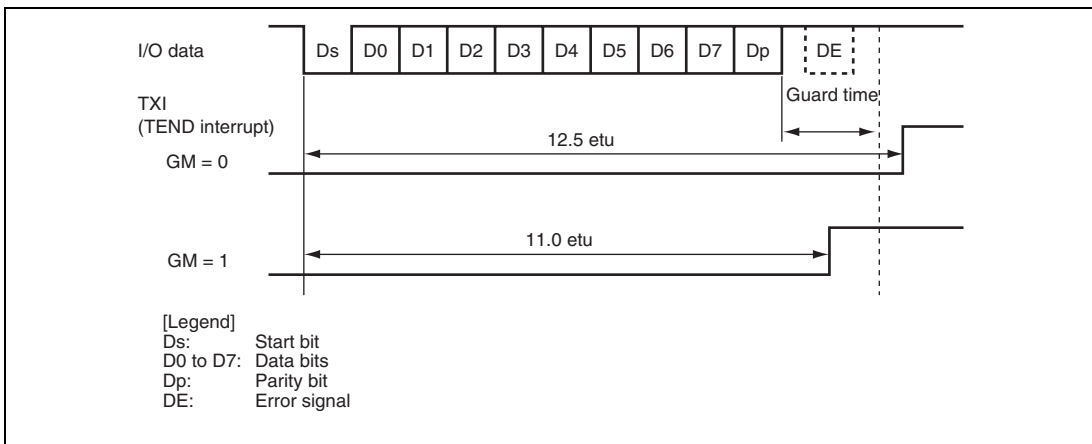 I/O data
Ds D0 D1 D2 D3 D4 D5 D6 D7 Dp DE
Guard time
TXI
(TEND interrupt)
12.5 etu
GM = 0
11.0 etu
GM = 1
[Legend]
Ds: Start bit
D0 to D7: Data bits
Dp: Parity bit
DE: Error signal